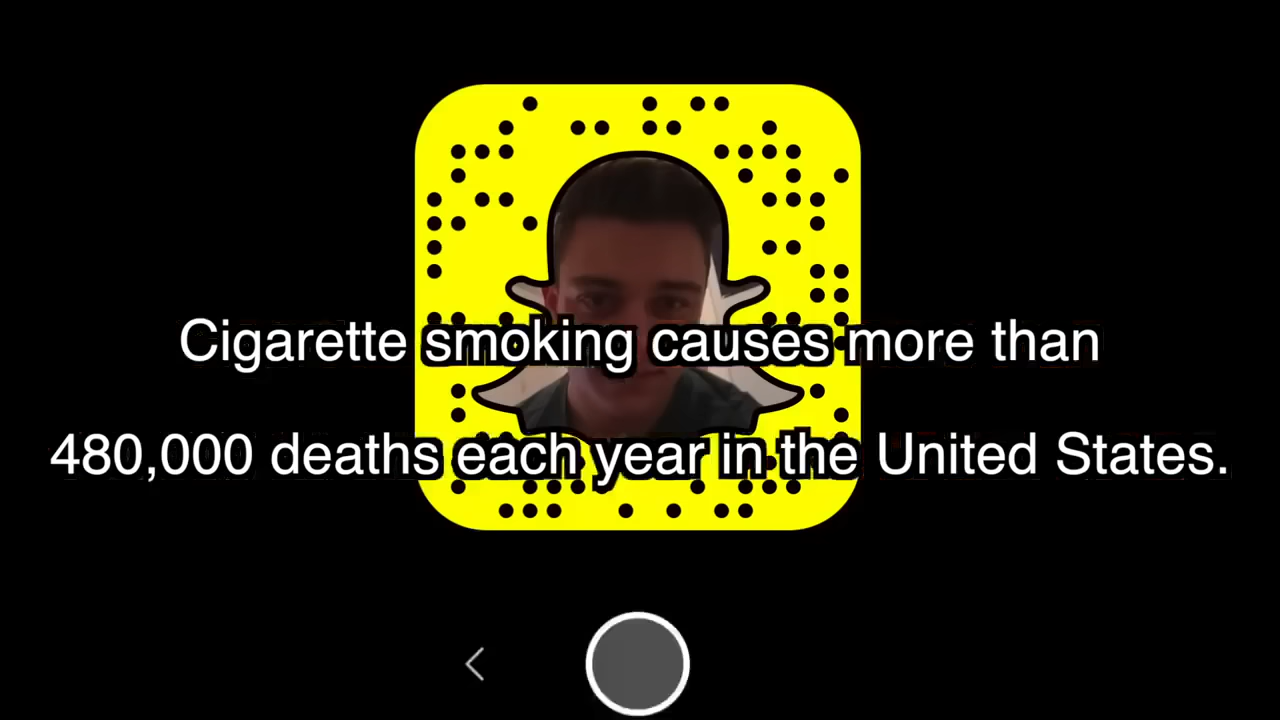 Cigarette smoking causes more than
480,000 deaths each year in the United States.